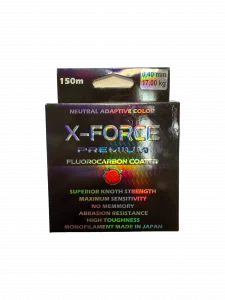 NEUTRAL ADAPTIVE COLOR
150m
0,40 mm
17,00 kg
X-FORCE
PREMIUM
FLUOROCARBON COATED
SUPERIOR KNOTH STRENGTH
MAXIMUM SENSITIVITY
NO MEMMORY
ABRASION RESISTANCE
HIGH TOUGHNESS
MONOFILAMENT MADE IN JAPAN